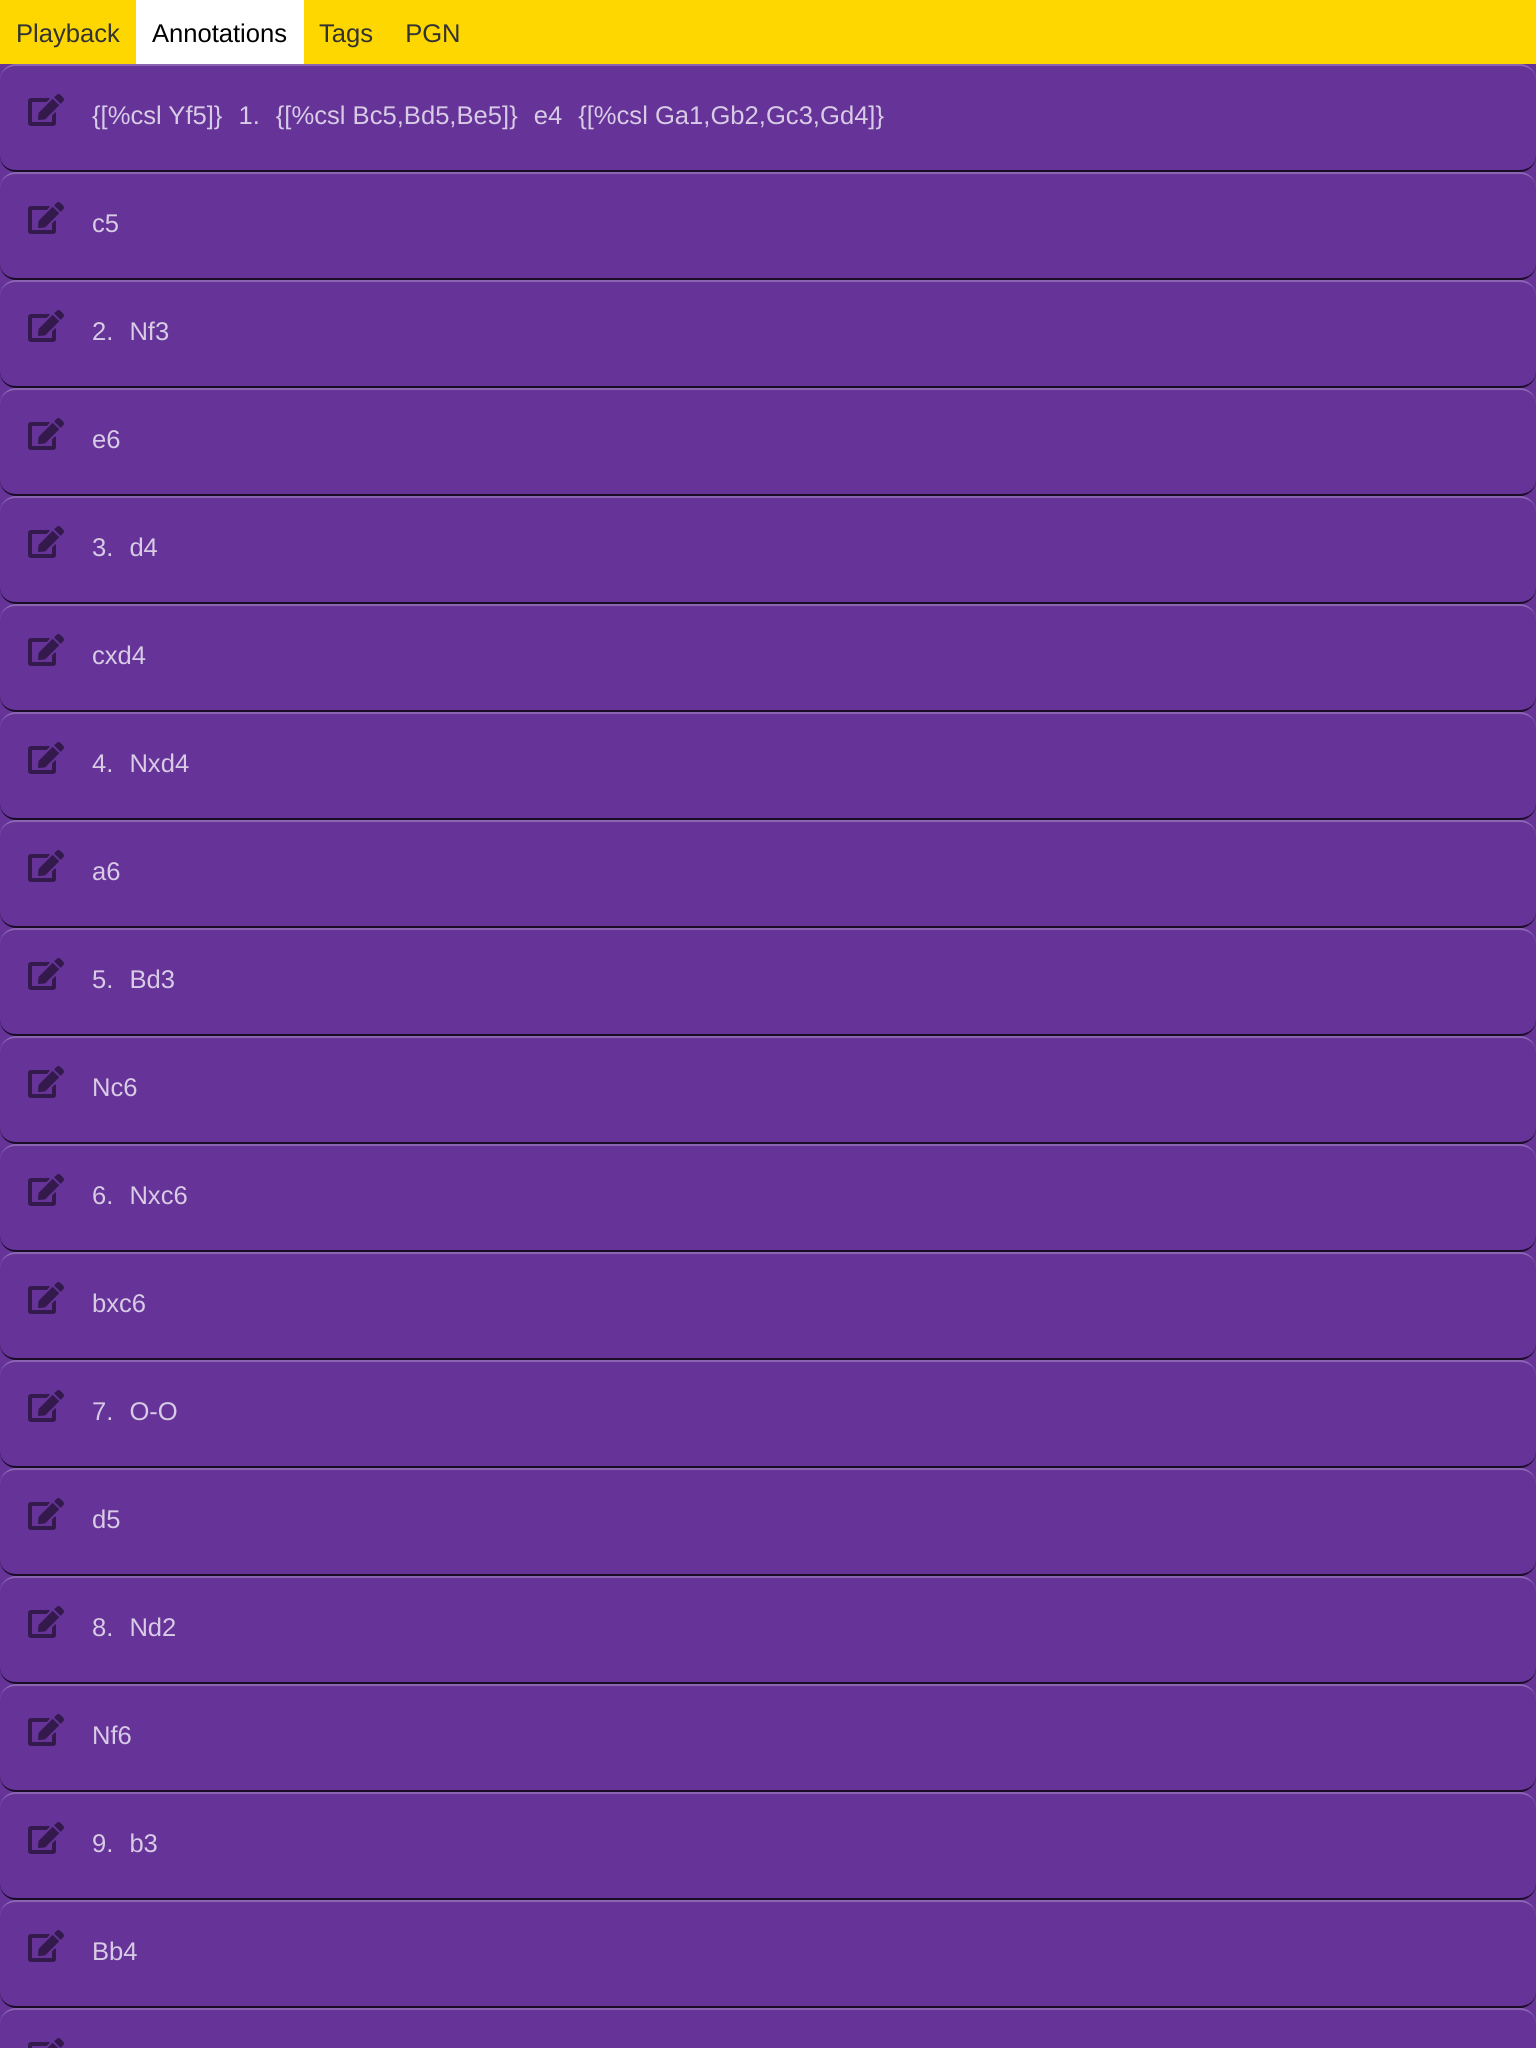 Playback Annotations Tags PGN
{[%csl Yf5]} 1. {[%csl Bc5,Bd5,Be5]} e4 {[%csl Ga1,Gb2,Gc3,Gd4]}
c5
2. Nf3
e6
3. d4
cxd4
4. Nxd4
a6
5. Bd3
Nc6
6. Nxc6
bxc6
7. O-O
d5
8. Nd2
Nf6
9. b3
Bb4